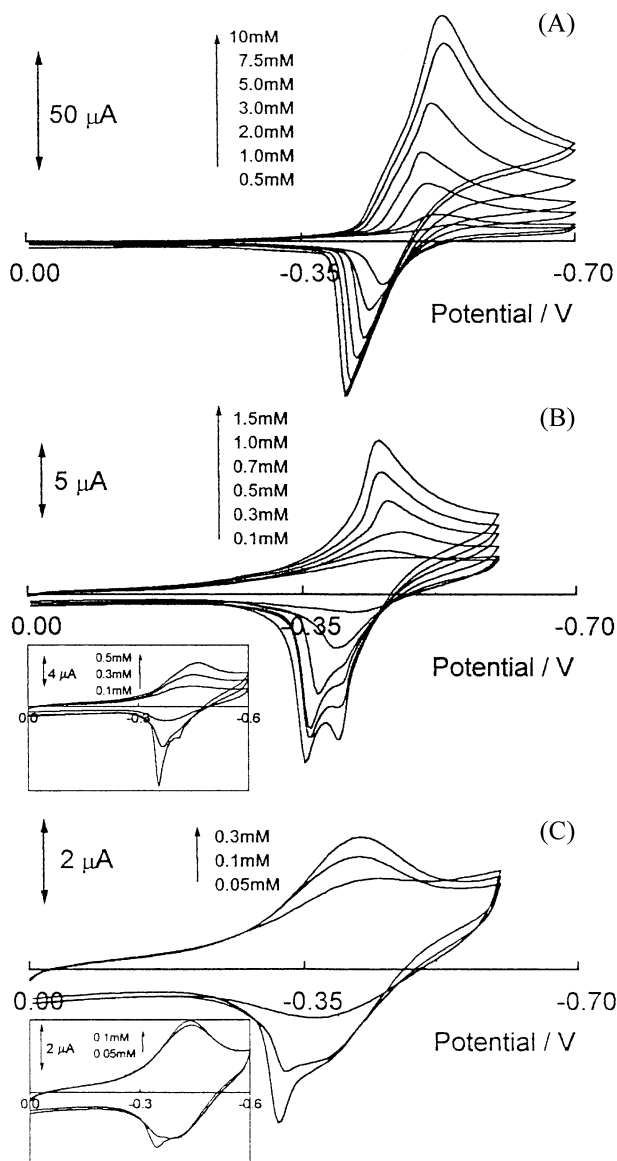 (A)
50 μA
10mM
7.5mM
5.0mM
3.0mM
2.0mM
1.0mM
0.5mM
0.00
-0.35
-0.70
Potential / V
(B)
5 μA
1.5mM
1.0mM
0.7mM
0.5mM
0.3mM
0.1mM
0.00
-0.35
-0.70
Potential / V
4 μA
0.5mM
0.3mM
0.1mM
0.0
-0.3
-0.6
(C)
2 μA
0.3mM
0.1mM
0.05mM
0.00
-0.35
-0.70
Potential / V
2 μA
0.1mM
0.05mM
0.0
-0.3
-0.6